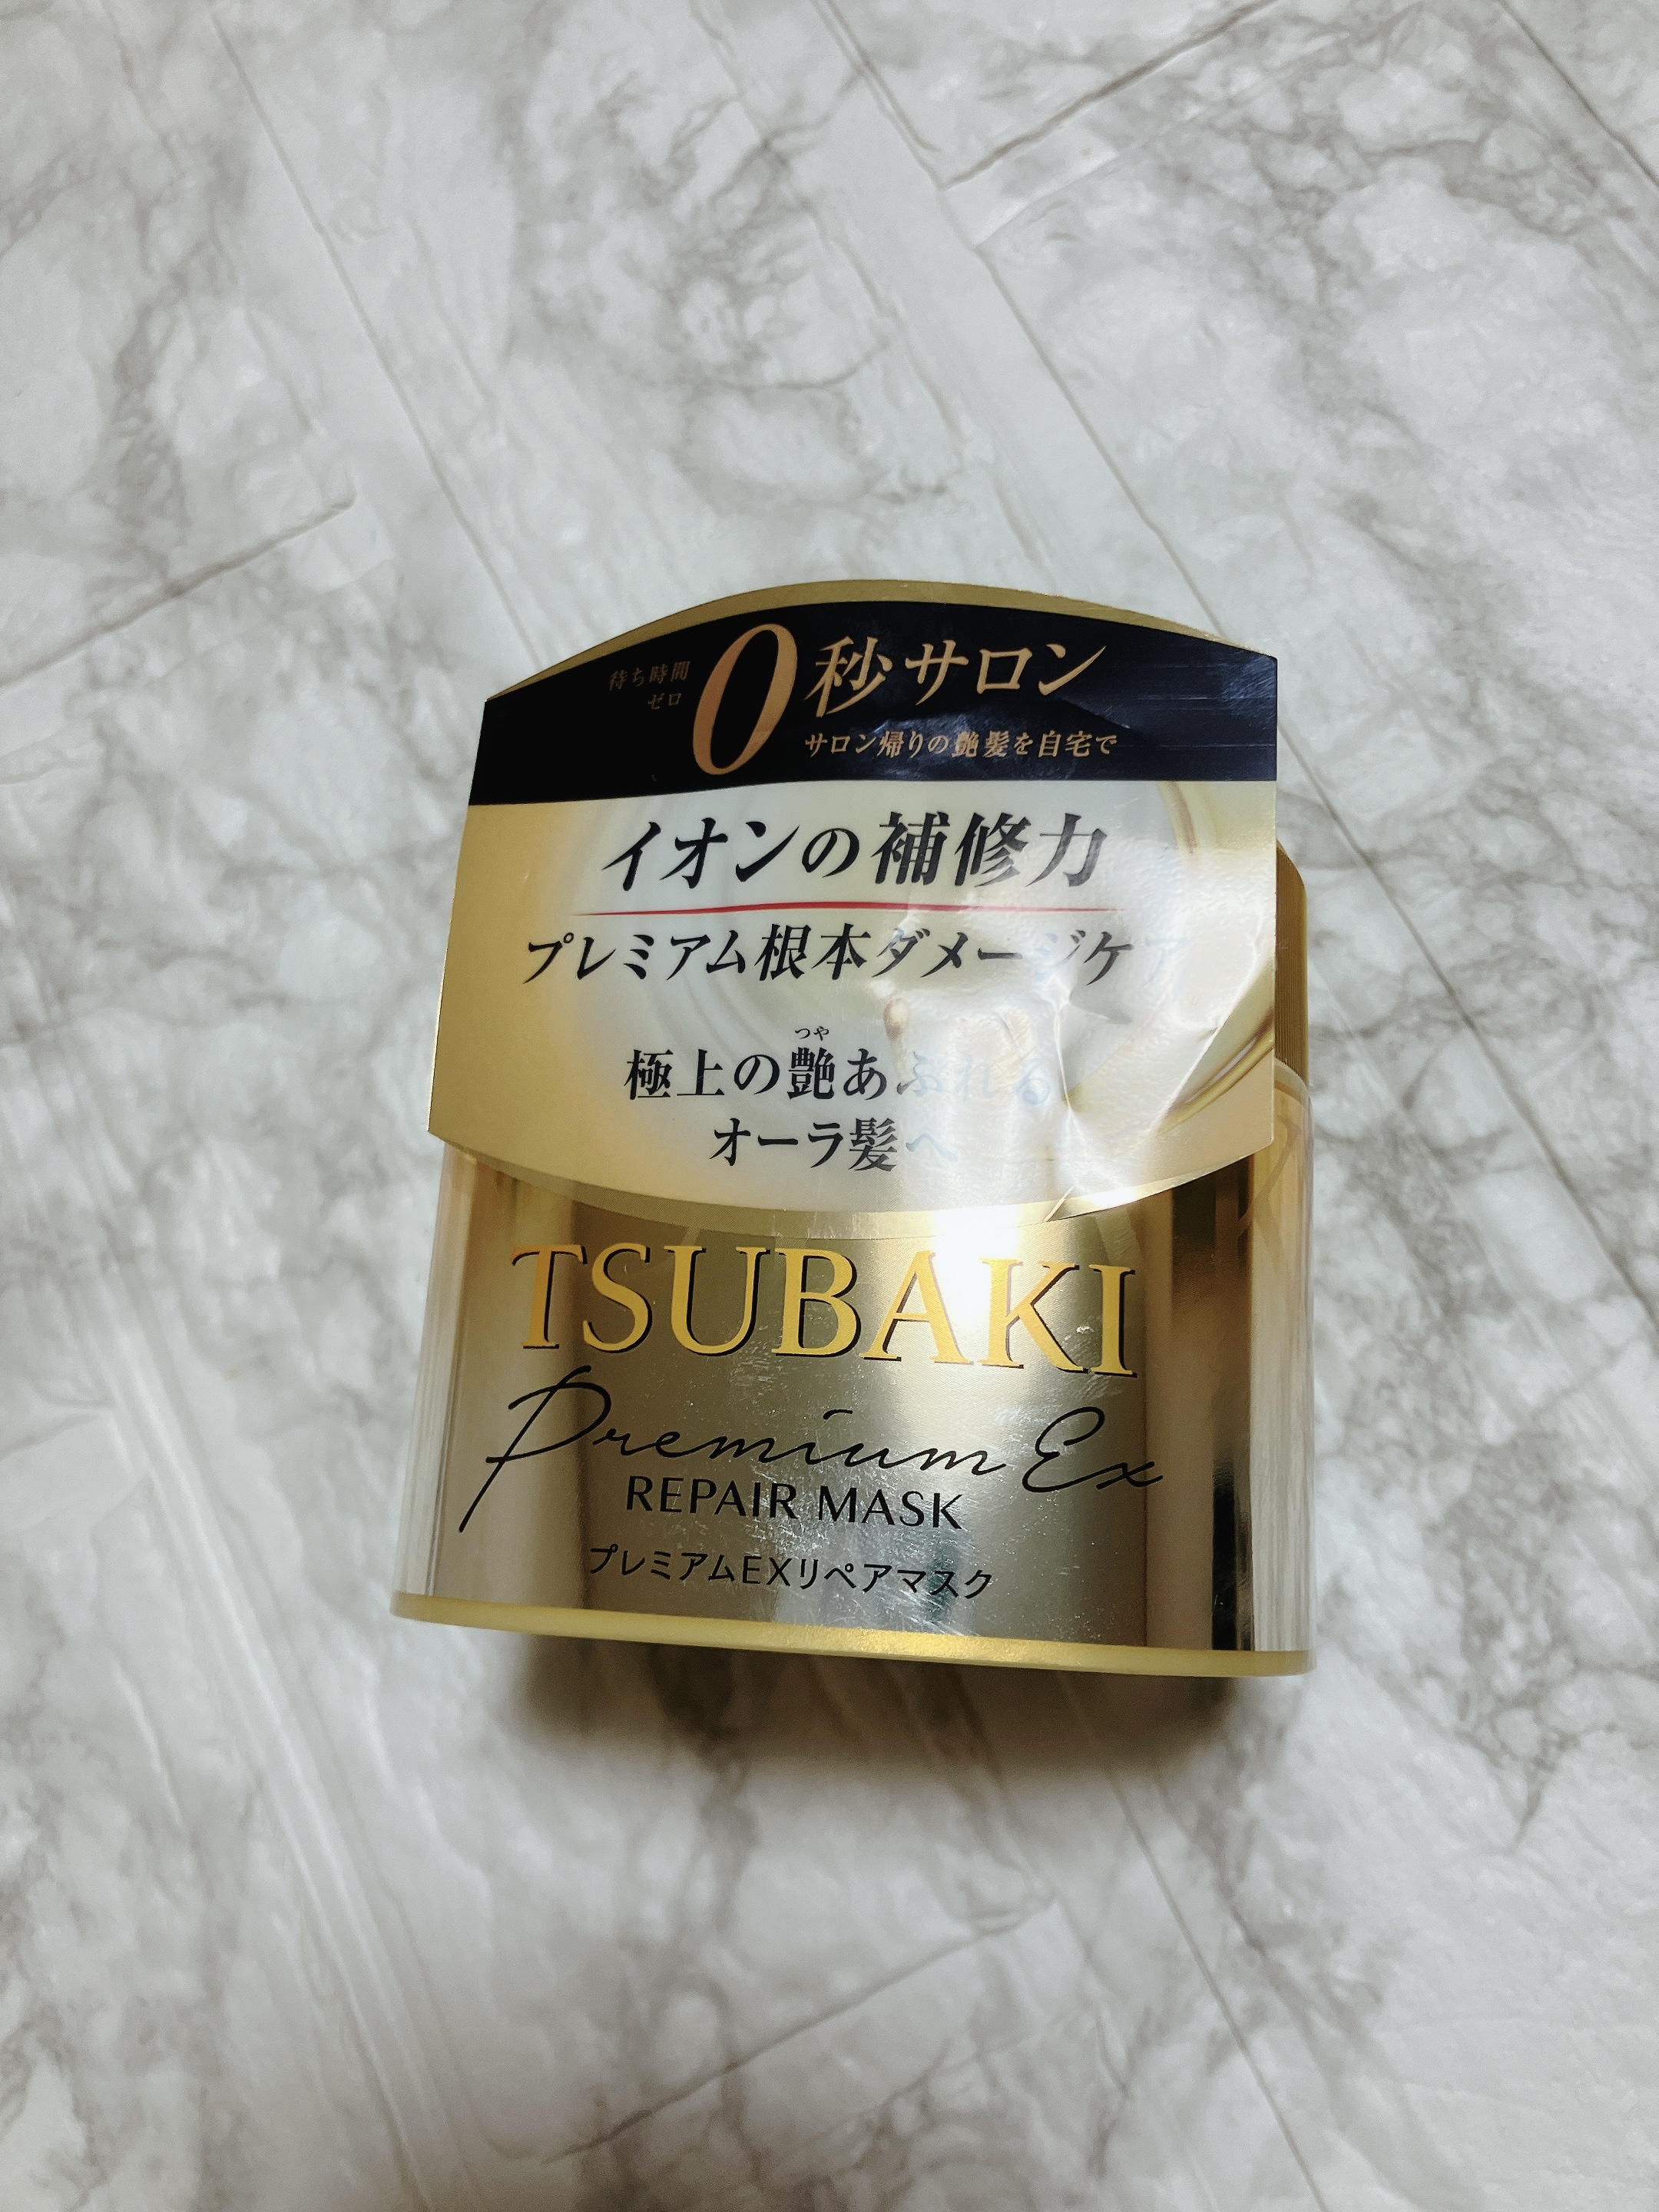 待ち時間
ゼロ
0秒サロン
サロン帰りの艶髪を自宅で
イオンの補修力
プレミアム根本ダメージケア
つや
極上の艶あふれる
オーラ髪へ
TSUBAKI
Premium Ex
REPAIR MASK
プレミアムEXリペアマスク